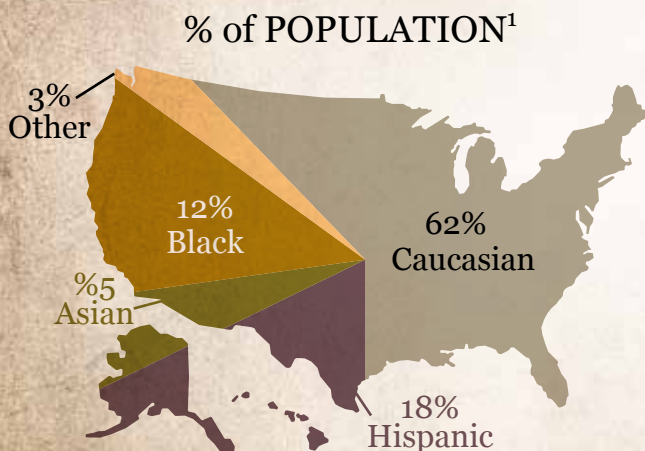 % of POPULATION¹
3%
Other
12%
Black
62%
Caucasian
%5
Asian
18%
Hispanic